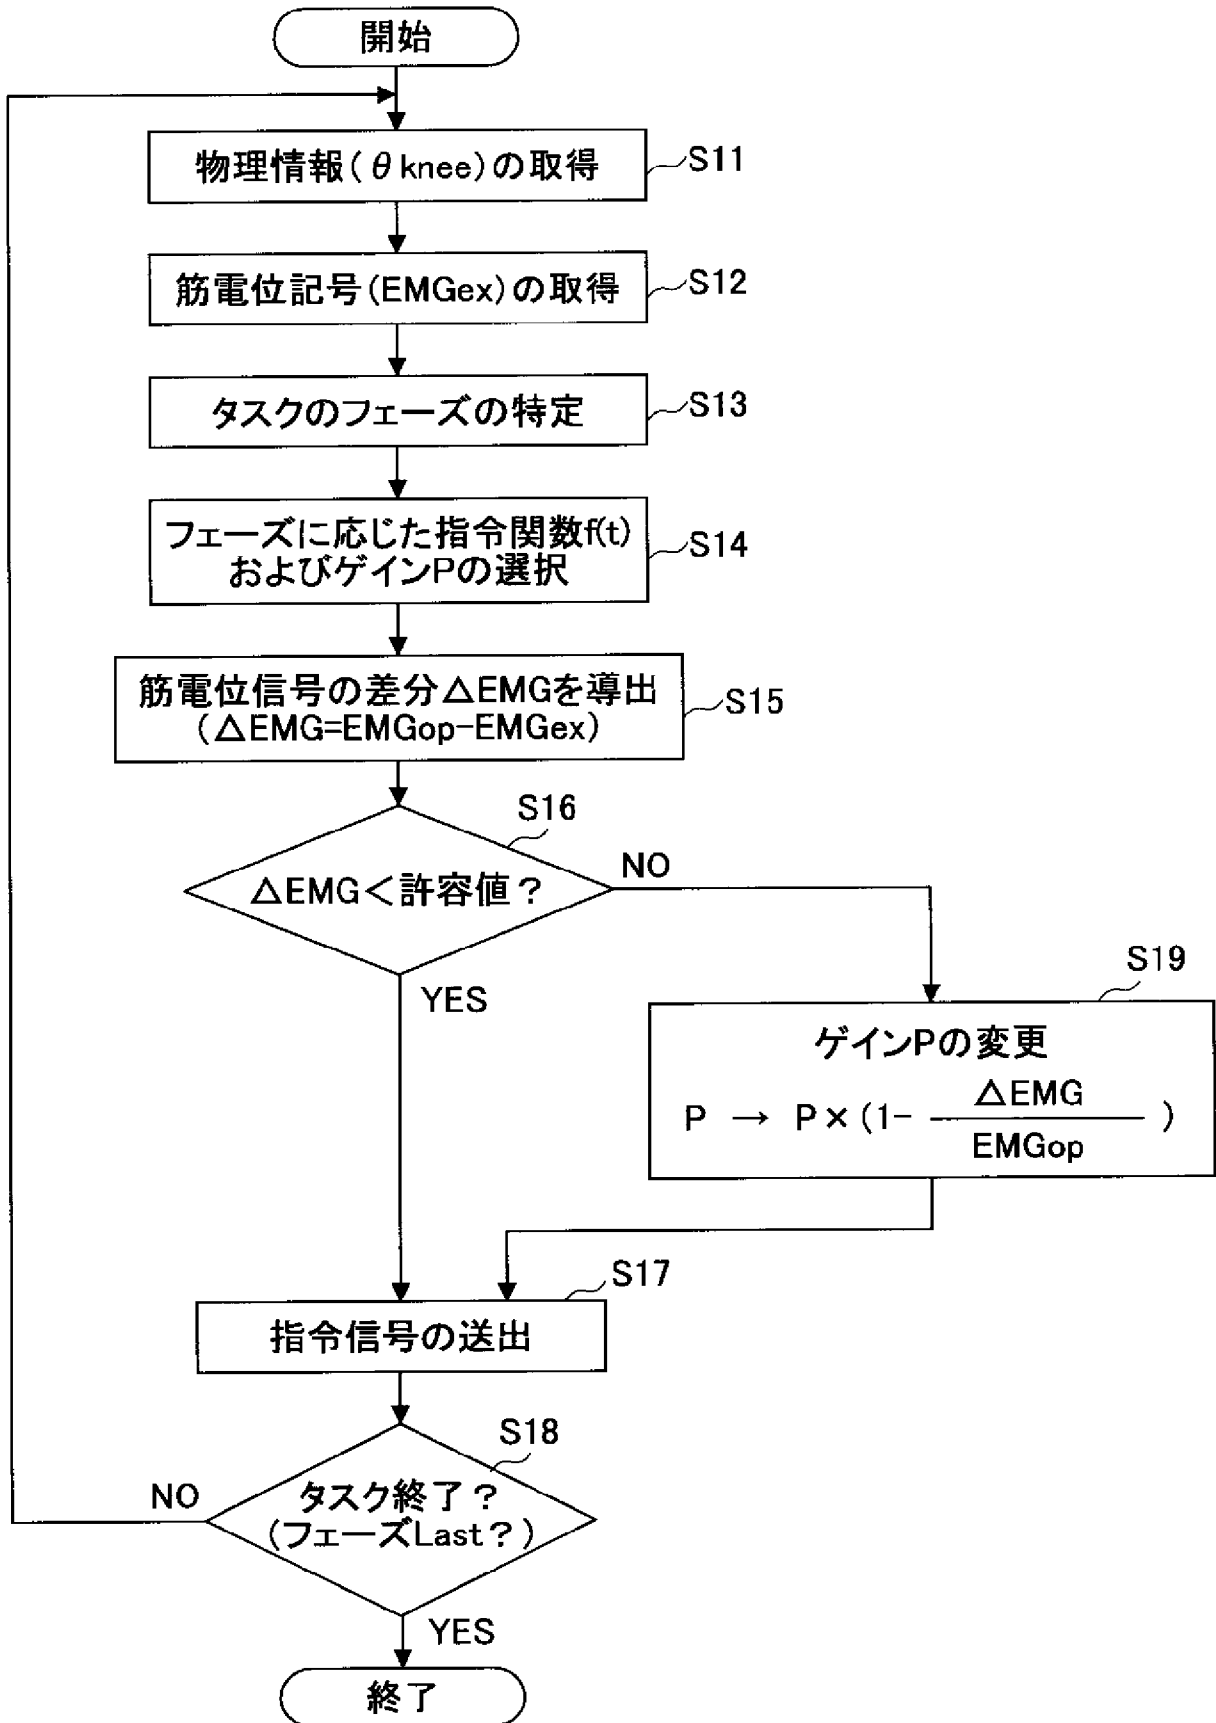 開始
物理情報(θknee)の取得
S11
筋電位記号(EMGex)の取得
S12
タスクのフェーズの特定
S13
フェーズに応じた指令関数f(t)
およびゲインPの選択
S14
筋電位信号の差分△EMGを導出
(△EMG=EMGop-EMGex)
S15
S16
△EMG<許容値?
NO
YES
S19
ゲインPの変更
P → P×(1- △EMG / EMGop )
S17
指令信号の送出
S18
タスク終了?
(フェーズLast?)
NO
YES
終了